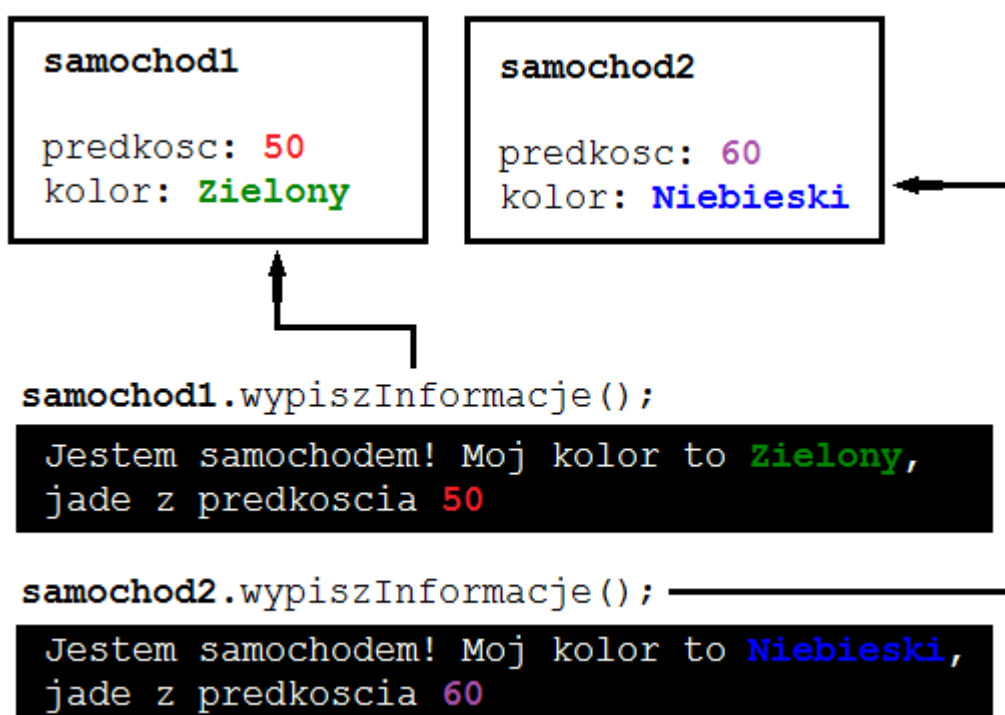 samochod1
predkosc: 50
kolor: Zielony
samochod2
predkosc: 60
kolor: Niebieski
samochod1.wypiszInformacje();
Jestem samochodem! Moj kolor to Zielony,
jade z predkoscia 50
samochod2.wypiszInformacje();
Jestem samochodem! Moj kolor to Niebieski,
jade z predkoscia 60